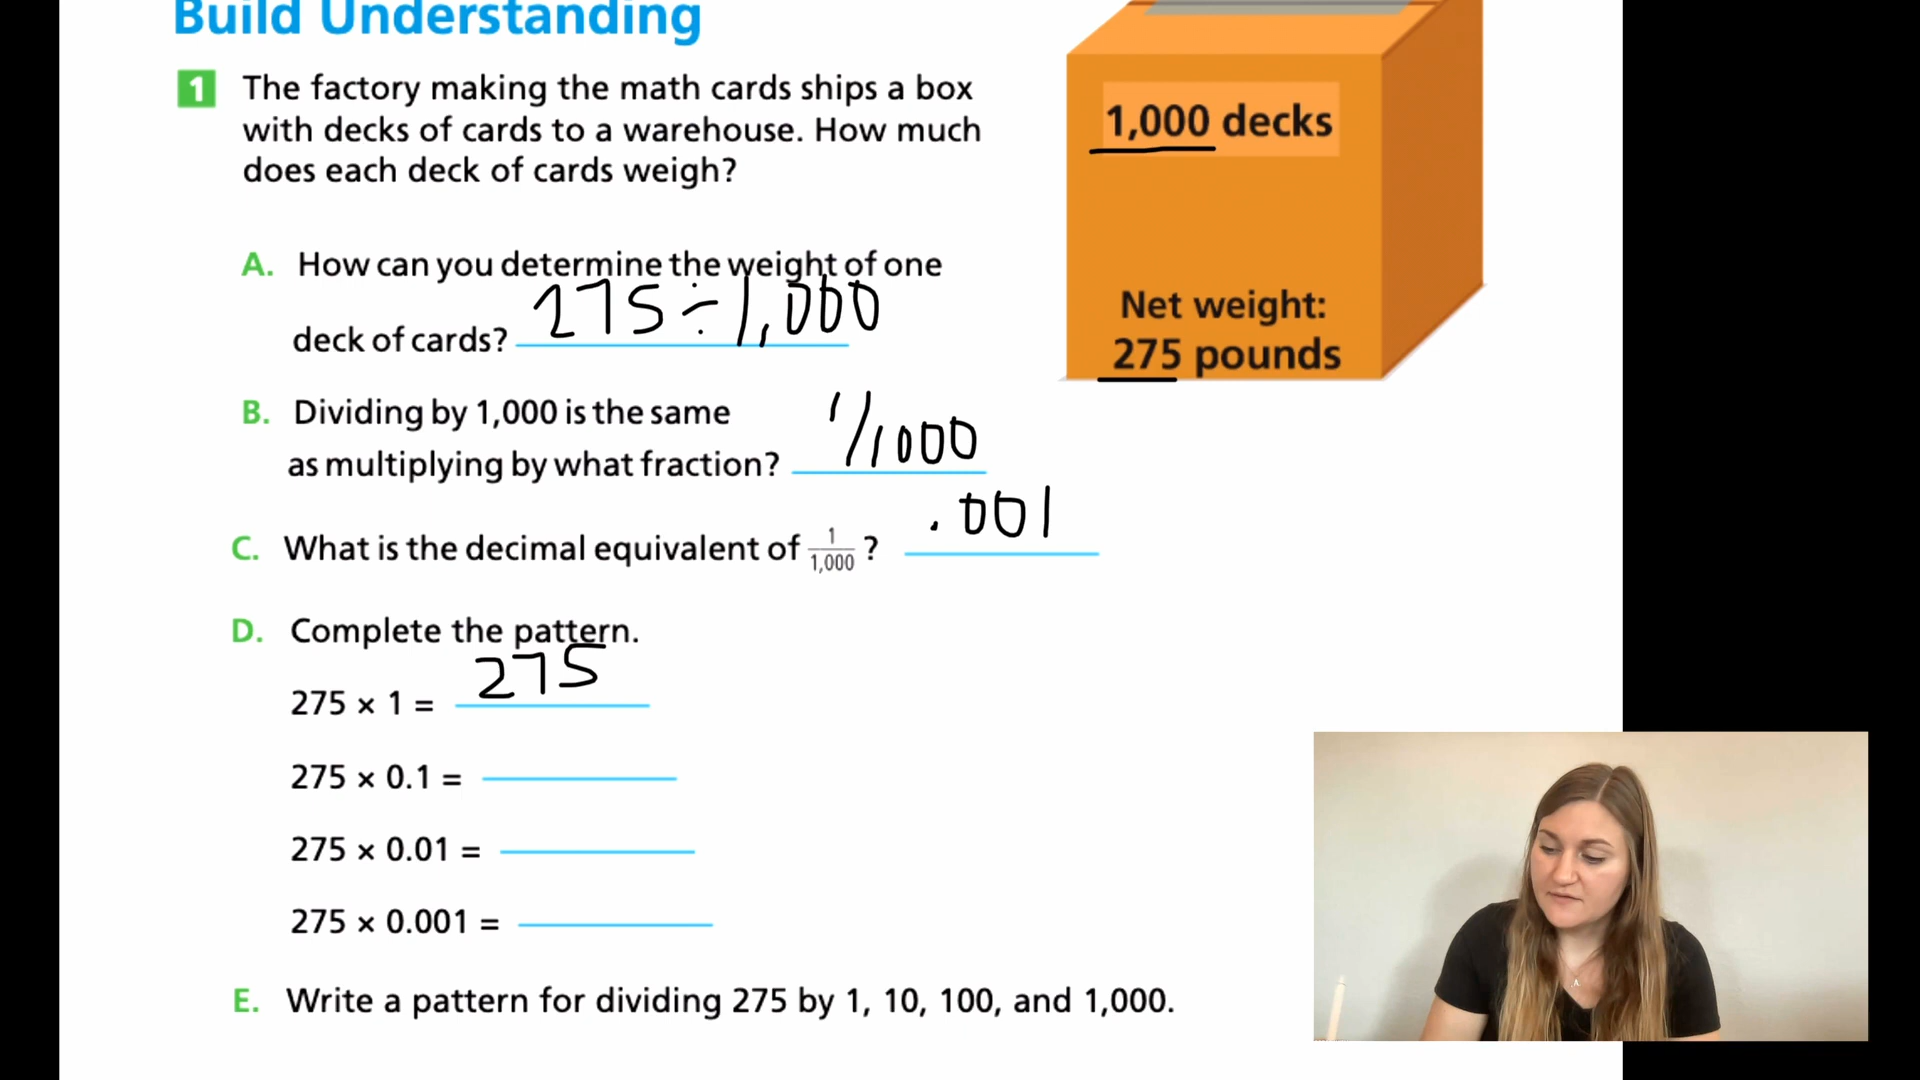 Build Understanding
1 The factory making the math cards ships a box
with decks of cards to a warehouse. How much
does each deck of cards weigh?
1,000 decks
Net weight:
275 pounds
A. How can you determine the weight of one
deck of cards? 275 ÷ 1,000
B. Dividing by 1,000 is the same
as multiplying by what fraction? 1/1000
C. What is the decimal equivalent of 1/1,000 ? .001
D. Complete the pattern.
275 × 1 = 275
275 × 0.1 =
275 × 0.01 =
275 × 0.001 =
E. Write a pattern for dividing 275 by 1, 10, 100, and 1,000.